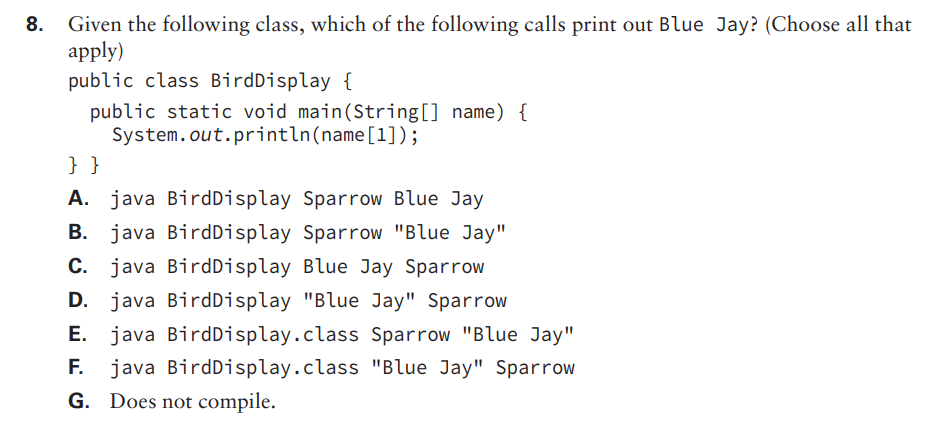 8. Given the following class, which of the following calls print out Blue Jay? (Choose all that
apply)
public class BirdDisplay {
public static void main(String[] name) {
System.out.println(name[1]);
} }
A. java BirdDisplay Sparrow Blue Jay
B. java BirdDisplay Sparrow "Blue Jay"
C. java BirdDisplay Blue Jay Sparrow
D. java BirdDisplay "Blue Jay" Sparrow
E. java BirdDisplay.class Sparrow "Blue Jay"
F. java BirdDisplay.class "Blue Jay" Sparrow
G. Does not compile.